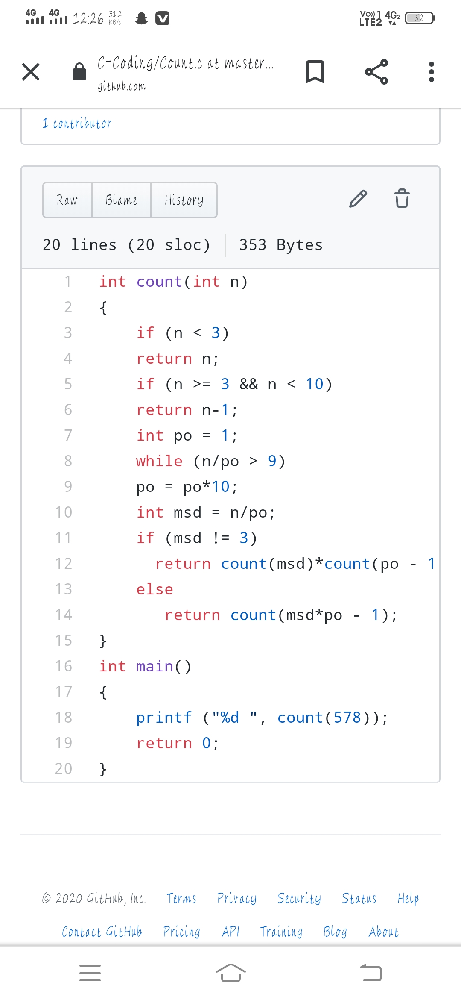 4G 4G 12:26 31.2 KB/s V Vo)) 1 LTE2 4G2 52
C-Coding/Count.c at master...
github.com
1 contributor
Raw Blame History
20 lines (20 sloc) 353 Bytes
1 int count(int n)
2 {
3 if (n < 3)
4 return n;
5 if (n >= 3 && n < 10)
6 return n-1;
7 int po = 1;
8 while (n/po > 9)
9 po = po*10;
10 int msd = n/po;
11 if (msd != 3)
12 return count(msd)*count(po - 1
13 else
14 return count(msd*po - 1);
15 }
16 int main()
17 {
18 printf ("%d ", count(578));
19 return 0;
20 }
© 2020 GitHub, Inc. Terms Privacy Security Status Help
Contact GitHub Pricing API Training Blog About